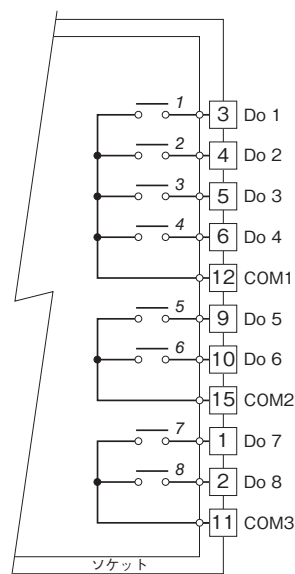 1 3 Do 1
2 4 Do 2
3 5 Do 3
4 6 Do 4
12 COM1
5 9 Do 5
6 10 Do 6
15 COM2
7 1 Do 7
8 2 Do 8
11 COM3
ソケット